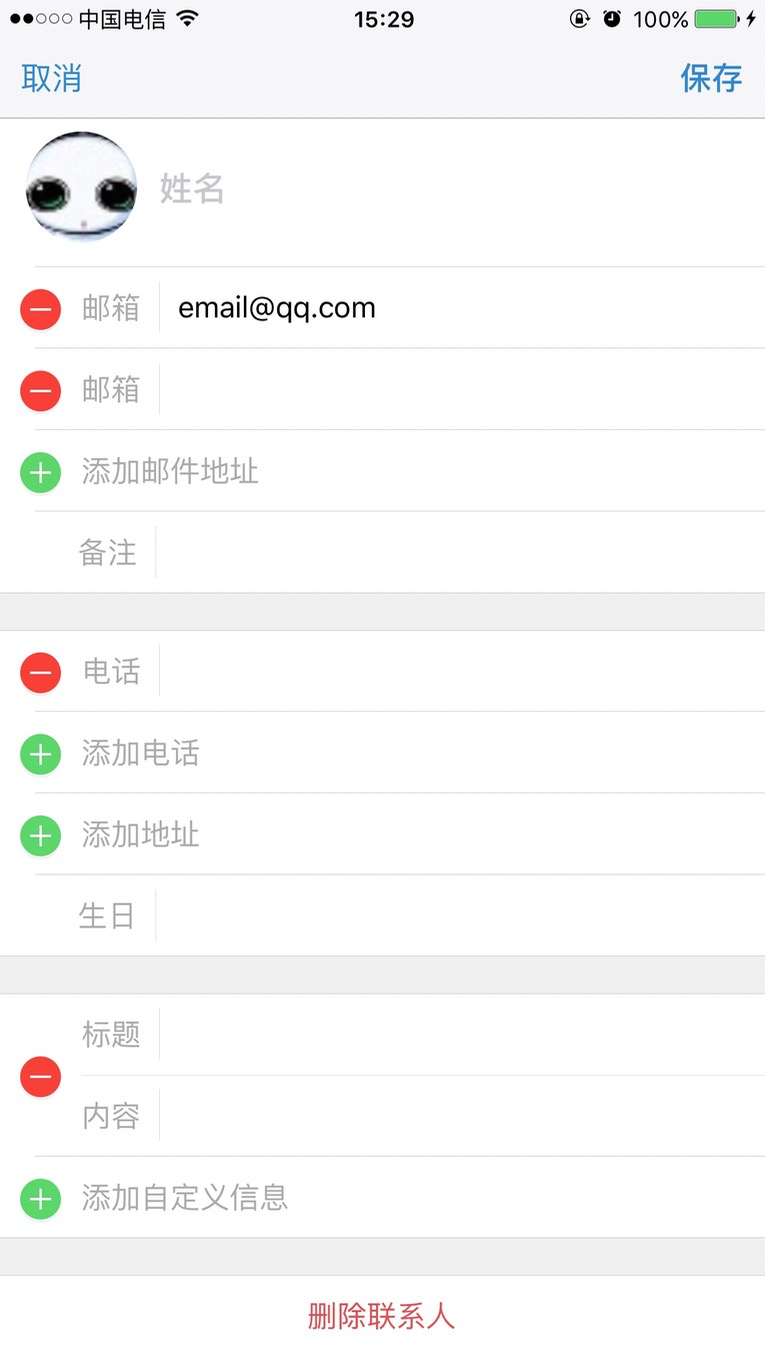 中国电信 15:29 100%
取消 保存
姓名
邮箱 email@qq.com
邮箱
添加邮件地址
备注
电话
添加电话
添加地址
生日
标题
内容
添加自定义信息
删除联系人